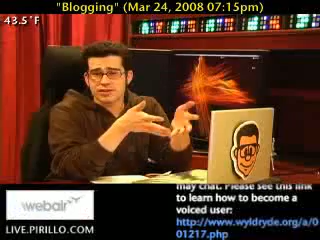 "Blogging" (Mar 24, 2008 07:15pm)
43.5°F
webair
LIVE.PIRILLO.COM
may chat. Please see this link
to learn how to become a
voiced user:
http://www.wyldryde.org/a/0
01217.php